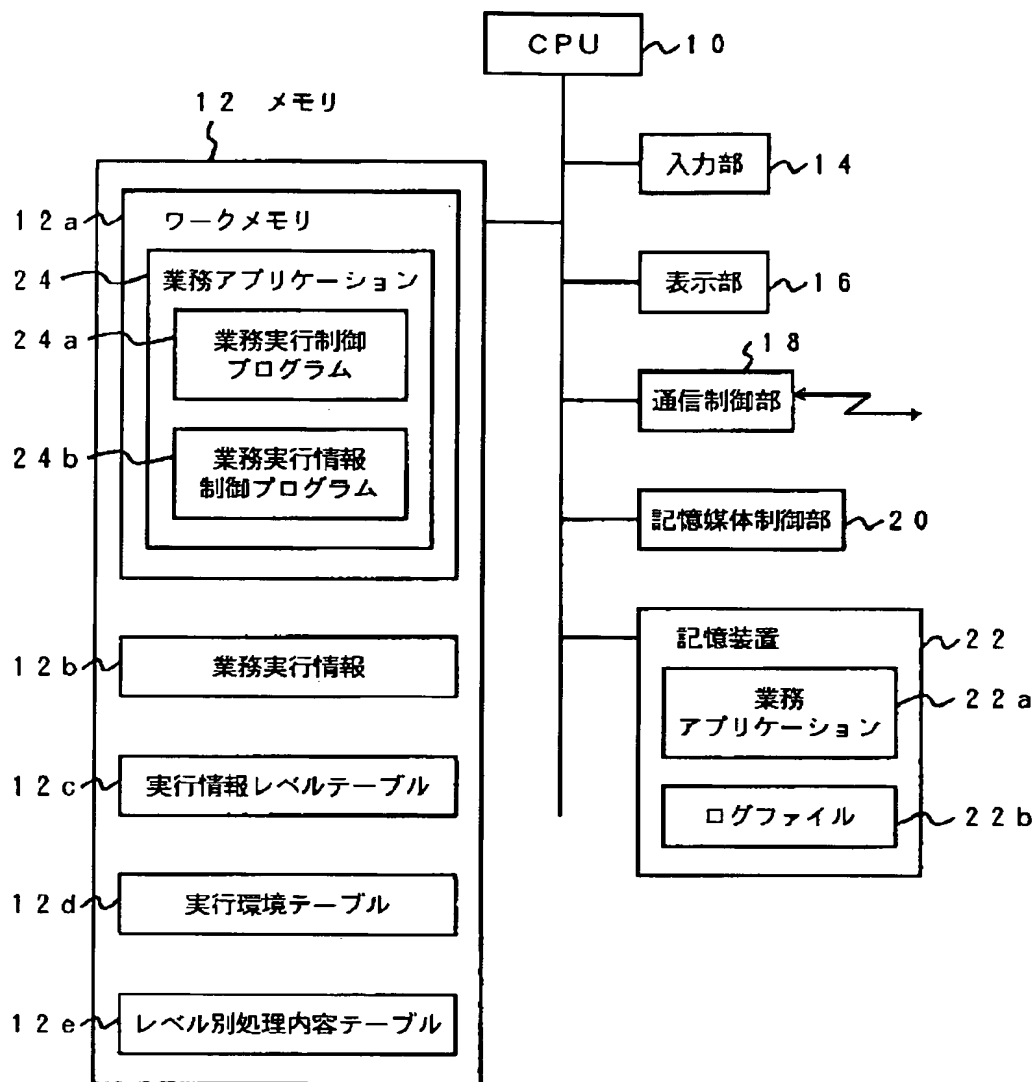 CPU
10
12 メモリ
入力部
14
12a
ワークメモリ
24
業務アプリケーション
表示部
16
24a
業務実行制御
プログラム
18
通信制御部
24b
業務実行情報
制御プログラム
記憶媒体制御部
20
記憶装置
22
12b
業務実行情報
業務
アプリケーション
22a
12c
実行情報レベルテーブル
ログファイル
22b
12d
実行環境テーブル
12e
レベル別処理内容テーブル